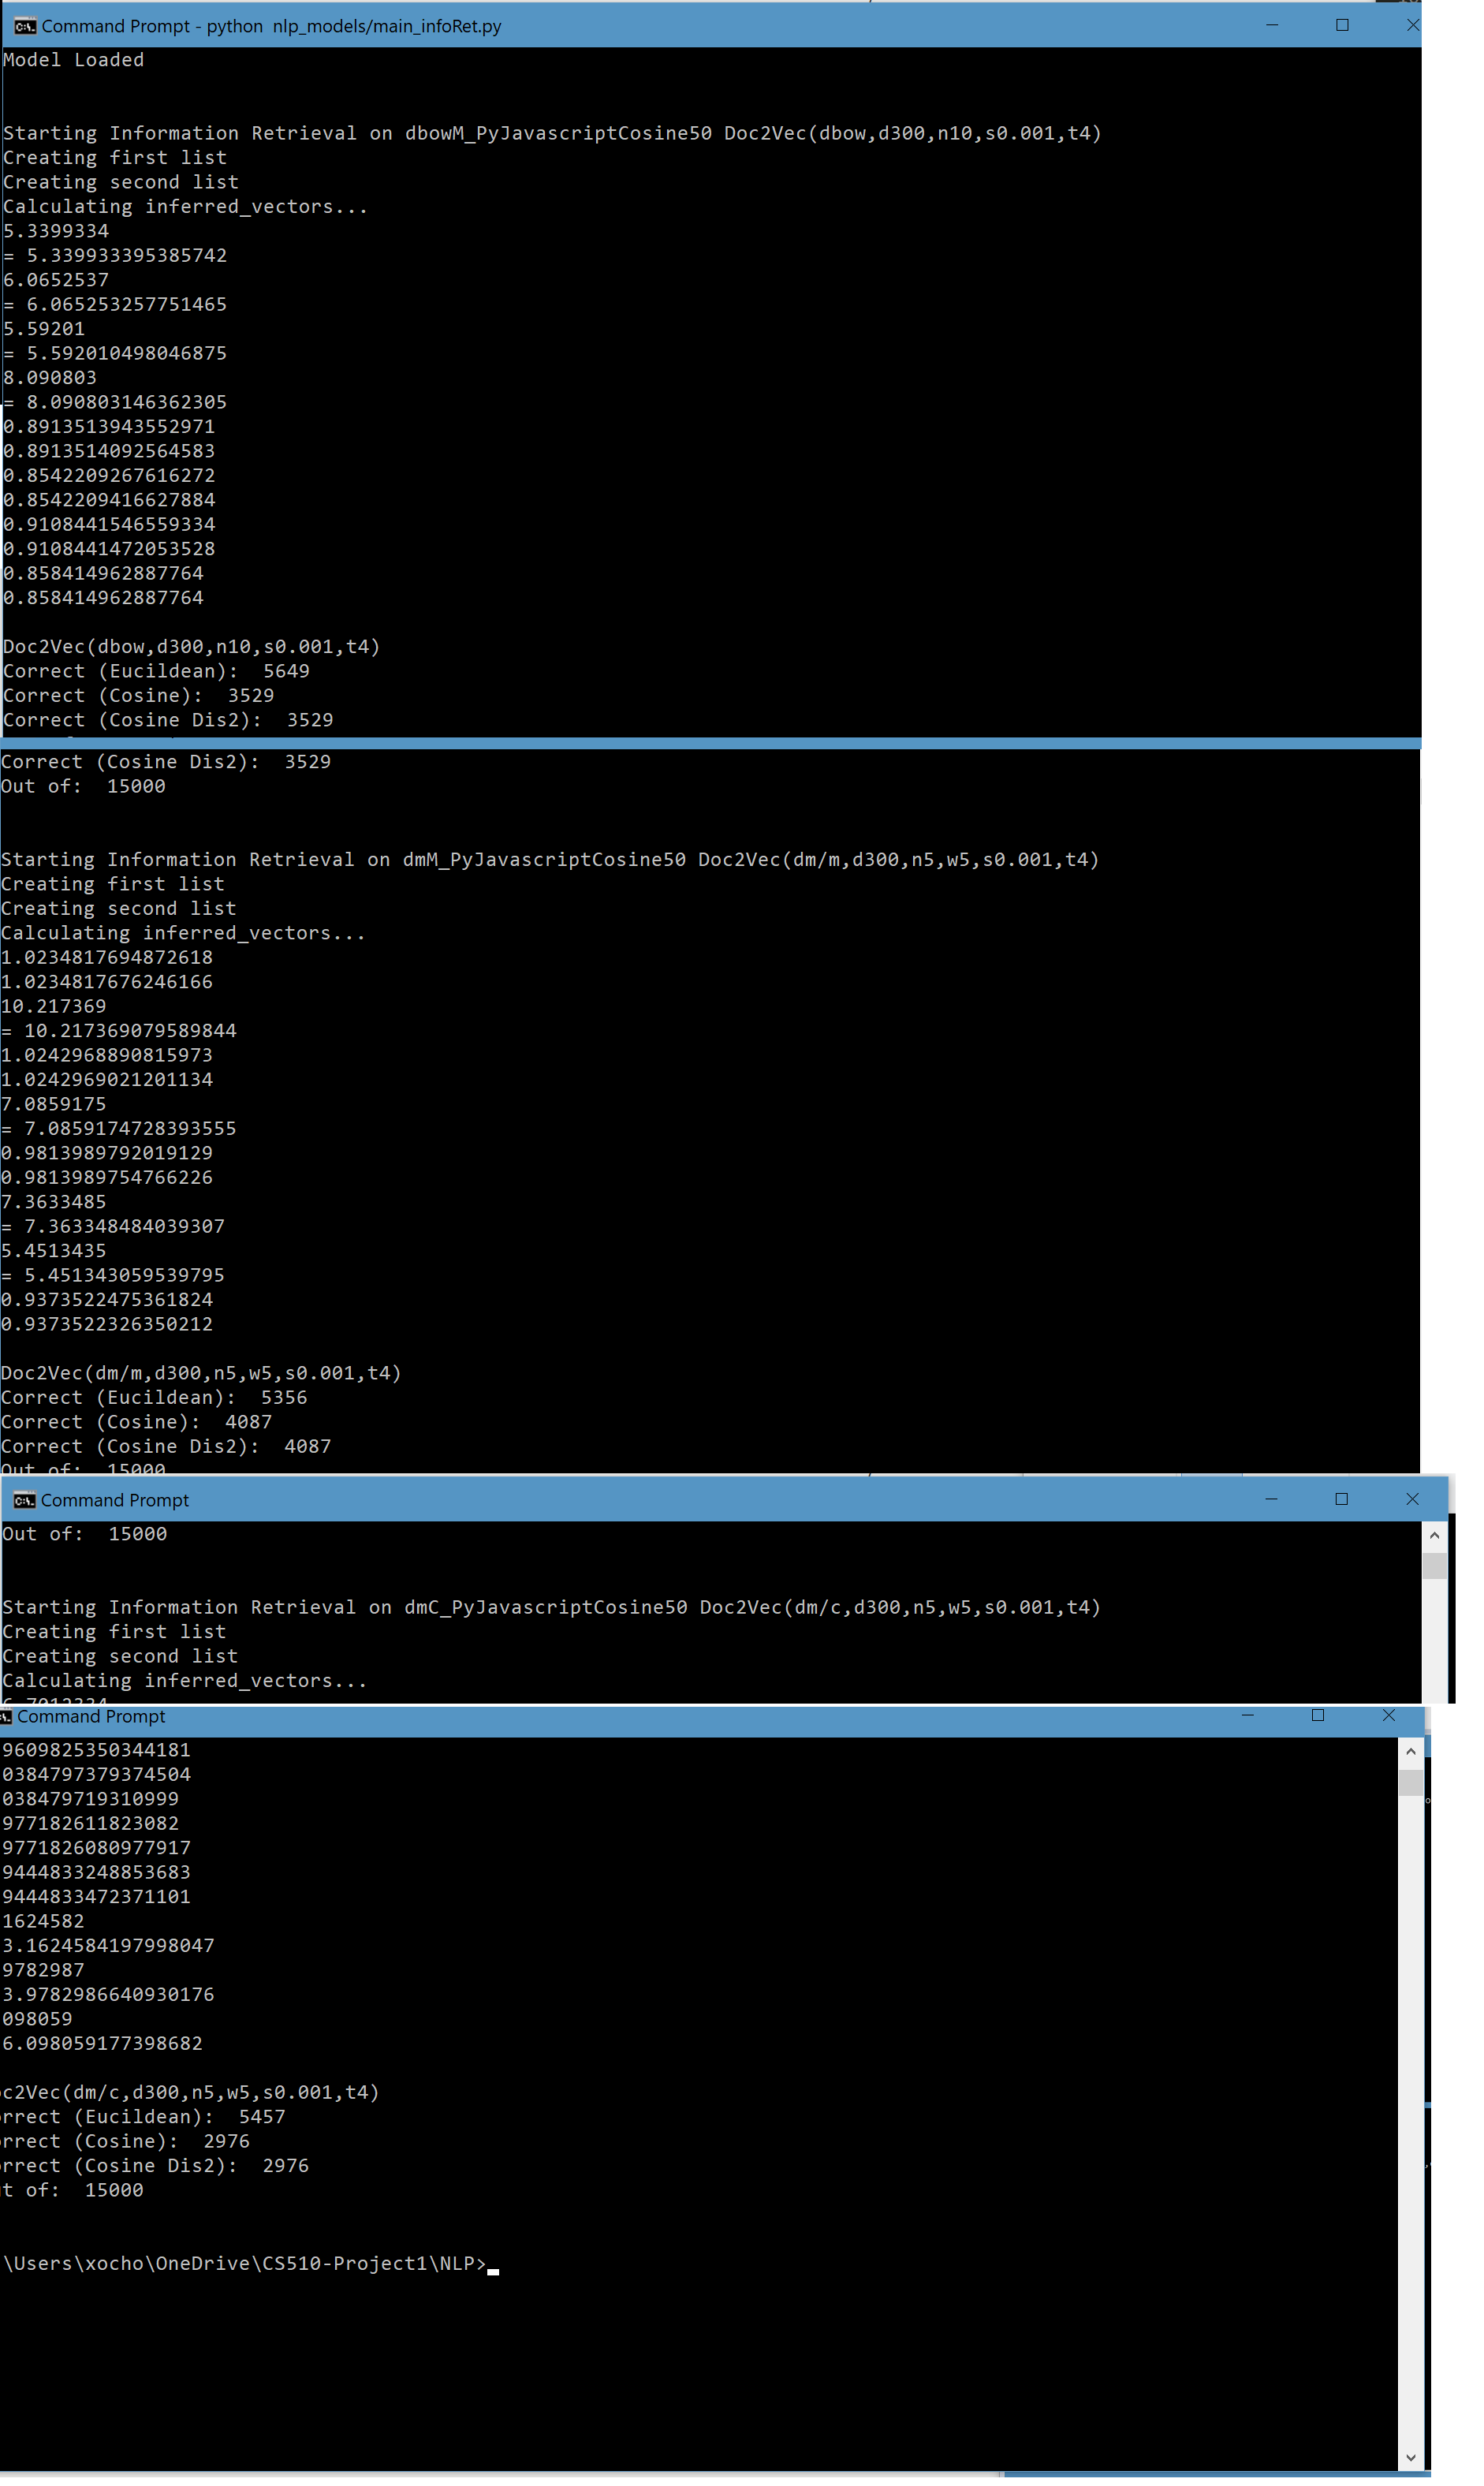 Command Prompt - python  nlp_models/main_infoRet.py
Model Loaded
Starting Information Retrieval on dbowM_PyJavascriptCosine50 Doc2Vec(dbow,d300,n10,s0.001,t4)
Creating first list
Creating second list
Calculating inferred_vectors...
5.3399334
= 5.339933395385742
6.0652537
= 6.065253257751465
5.59201
= 5.592010498046875
8.090803
= 8.090803146362305
0.8913513943552971
0.8913514092564583
0.8542209267616272
0.8542209416627884
0.9108441546559334
0.9108441472053528
0.858414962887764
0.858414962887764
Doc2Vec(dbow,d300,n10,s0.001,t4)
Correct (Eucildean):  5649
Correct (Cosine):  3529
Correct (Cosine Dis2):  3529
Correct (Cosine Dis2):  3529
Out of:  15000
Starting Information Retrieval on dmM_PyJavascriptCosine50 Doc2Vec(dm/m,d300,n5,w5,s0.001,t4)
Creating first list
Creating second list
Calculating inferred_vectors...
1.0234817694872618
1.0234817676246166
10.217369
= 10.217369079589844
1.0242968890815973
1.0242969021201134
7.0859175
= 7.0859174728393555
0.9813989792019129
0.9813989754766226
7.3633485
= 7.363348484039307
5.4513435
= 5.451343059539795
0.9373522475361824
0.9373522326350212
Doc2Vec(dm/m,d300,n5,w5,s0.001,t4)
Correct (Eucildean):  5356
Correct (Cosine):  4087
Correct (Cosine Dis2):  4087
Out of:  15000
Command Prompt
Out of:  15000
Starting Information Retrieval on dmC_PyJavascriptCosine50 Doc2Vec(dm/c,d300,n5,w5,s0.001,t4)
Creating first list
Creating second list
Calculating inferred_vectors...
Command Prompt
9609825350344181
0384797379374504
038479719310999
977182611823082
9771826080977917
9444833248853683
9444833472371101
1624582
3.1624584197998047
9782987
3.9782986640930176
098059
6.098059177398682
c2Vec(dm/c,d300,n5,w5,s0.001,t4)
rrect (Eucildean):  5457
rrect (Cosine):  2976
rrect (Cosine Dis2):  2976
t of:  15000
\Users\xocho\OneDrive\CS510-Project1\NLP>